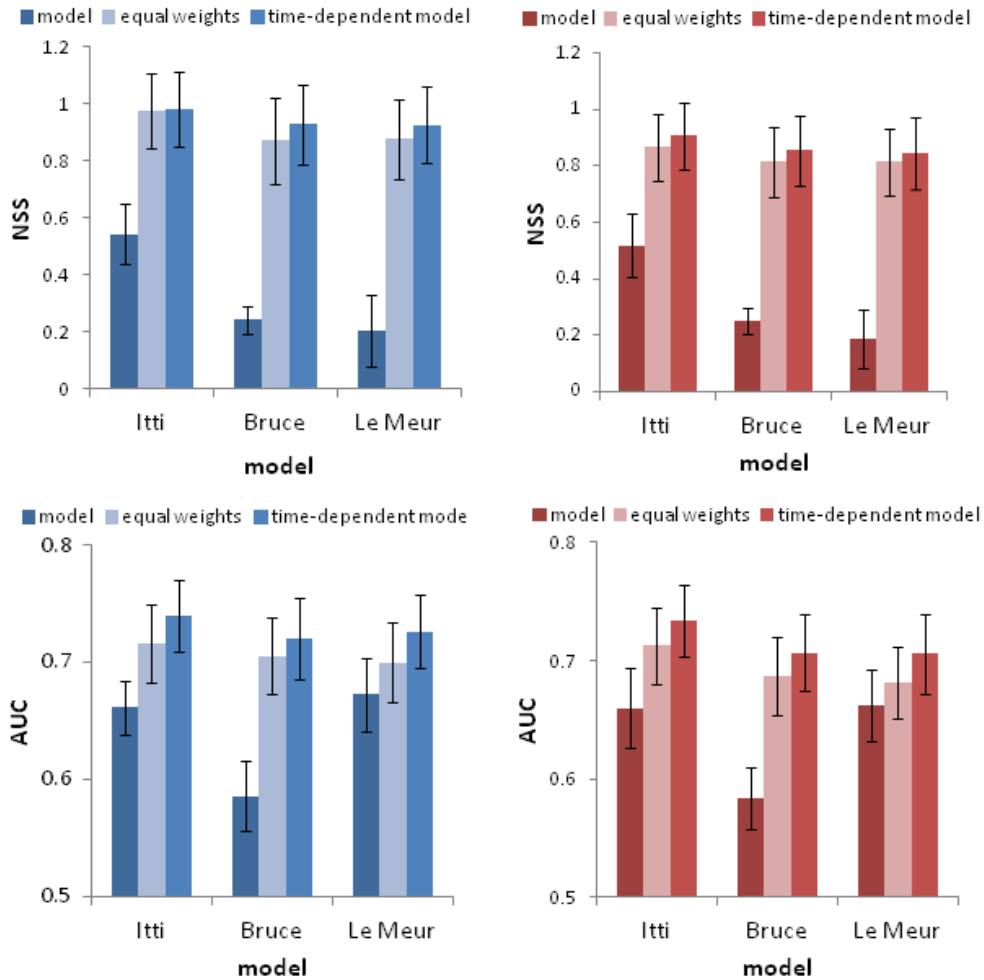 model equal weights time-dependent model
NSS
1.2
1
0.8
0.6
0.4
0.2
0
Itti Bruce Le Meur
model
model equal weights time-dependent model
NSS
1.2
1
0.8
0.6
0.4
0.2
0
Itti Bruce Le Meur
model
model equal weights time-dependent mode
AUC
0.8
0.7
0.6
0.5
Itti Bruce Le Meur
model
model equal weights time-dependent model
AUC
0.8
0.7
0.6
0.5
Itti Bruce Le Meur
model